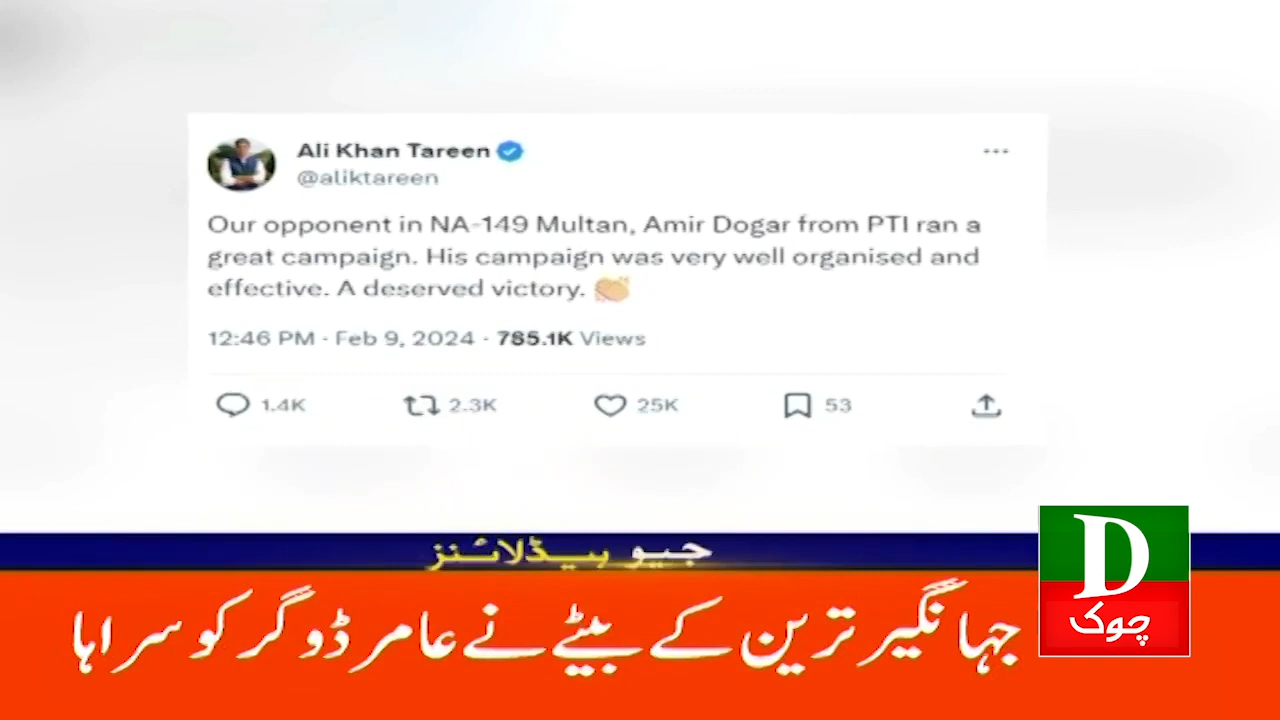 Ali Khan Tareen
@aliktareen
Our opponent in NA-149 Multan, Amir Dogar from PTI ran a
great campaign. His campaign was very well organised and
effective. A deserved victory. 👏
12:46 PM · Feb 9, 2024 · 785.1K Views
1.4K 2.3K 25K 53
جیو ہیڈلائنز
D
چوک
جہانگیر ترین کے بیٹے نے عامر ڈوگر کو سراہا